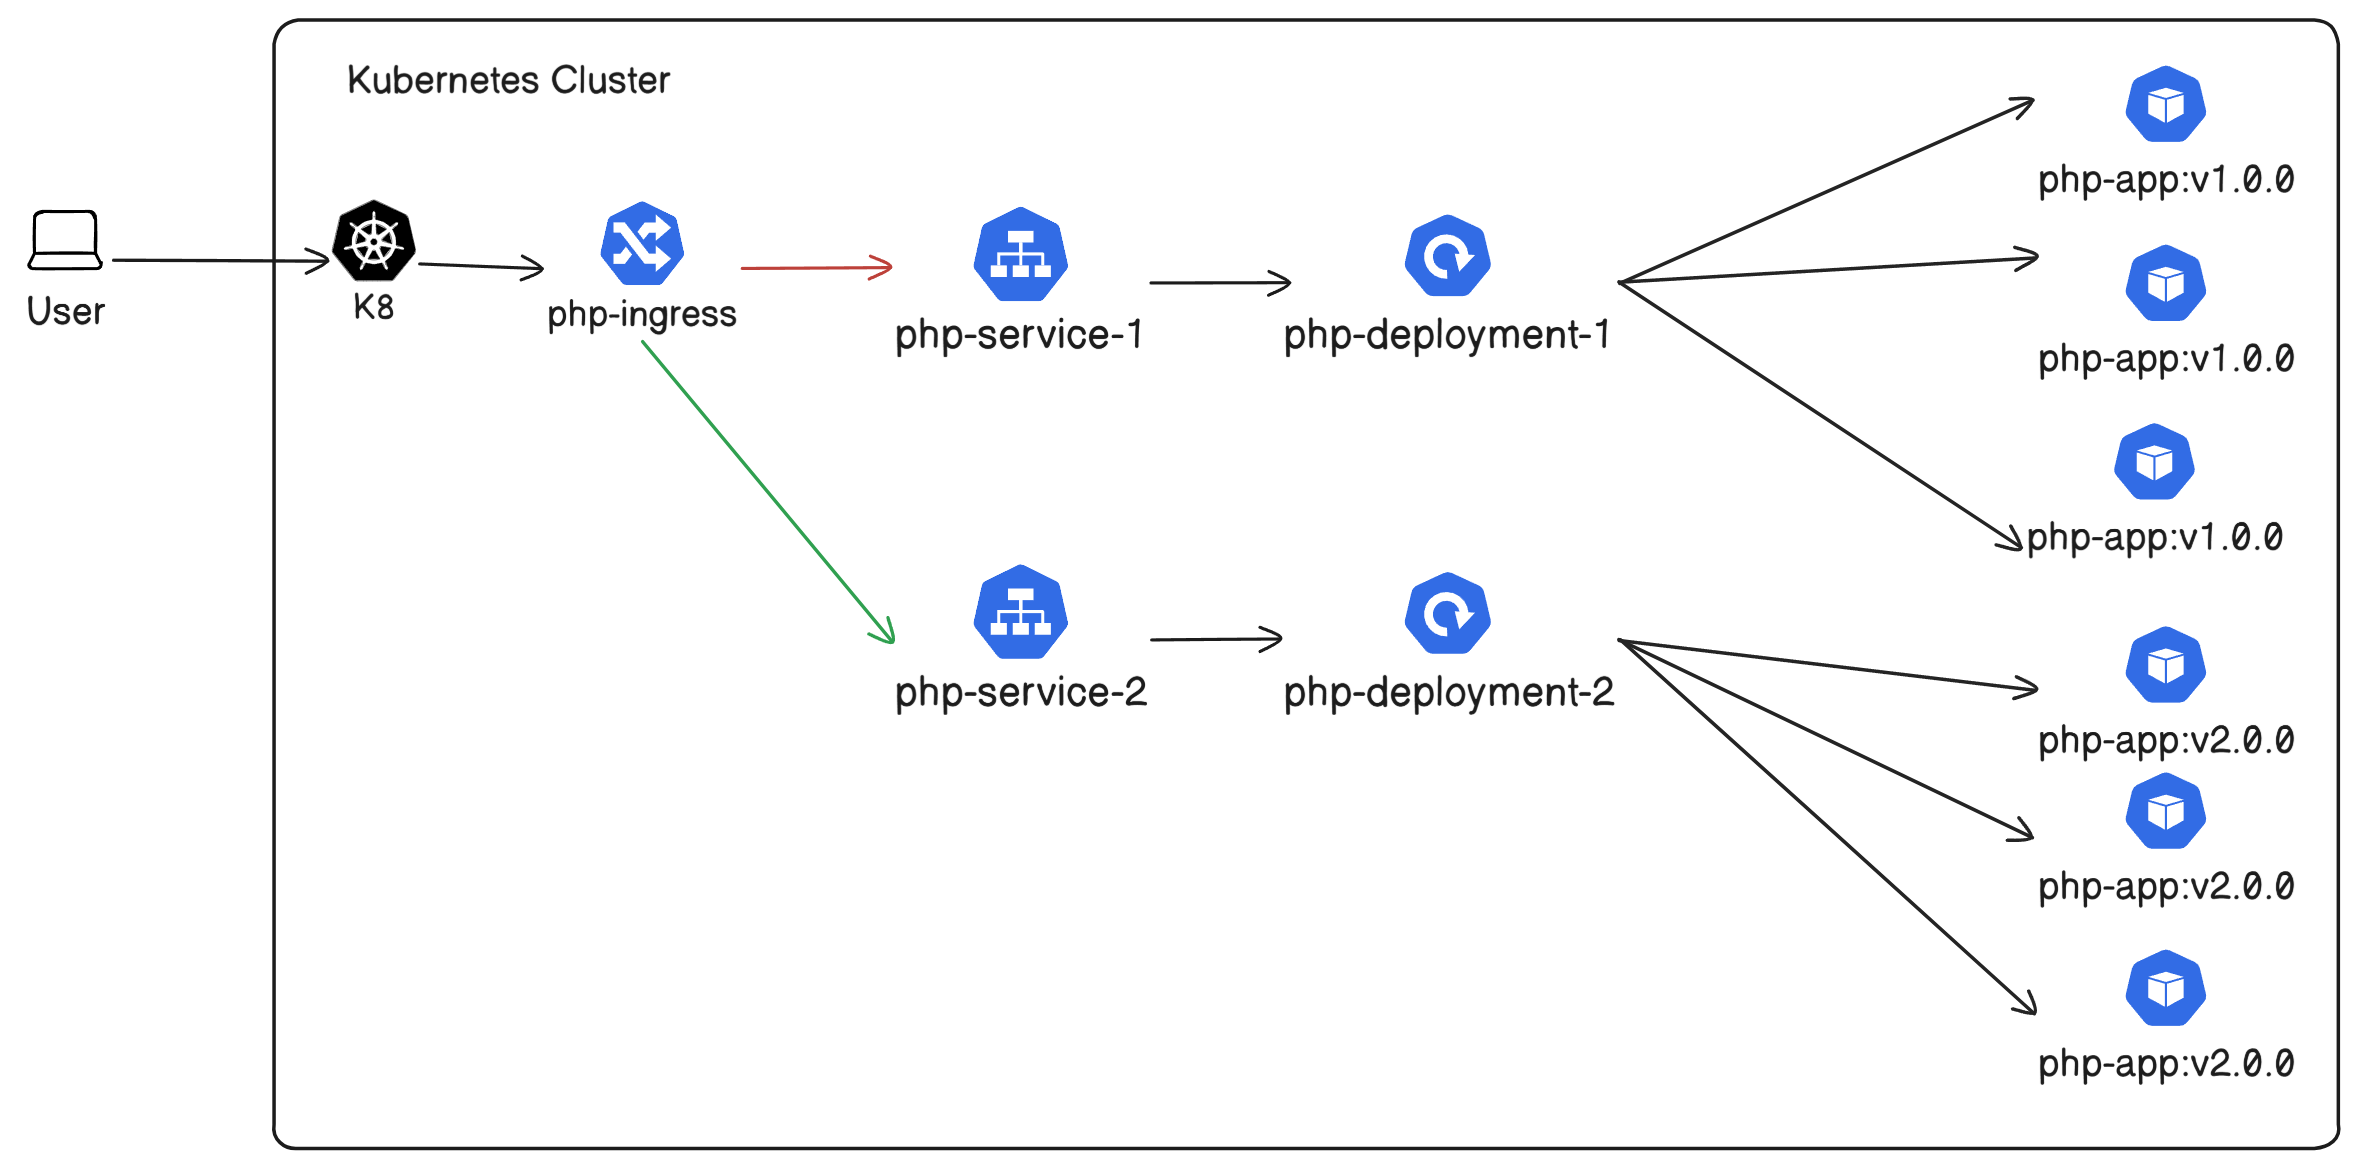 Kubernetes Cluster
User
K8
php-ingress
php-service-1
php-deployment-1
php-app:v1.0.0
php-app:v1.0.0
php-app:v1.0.0
php-service-2
php-deployment-2
php-app:v2.0.0
php-app:v2.0.0
php-app:v2.0.0